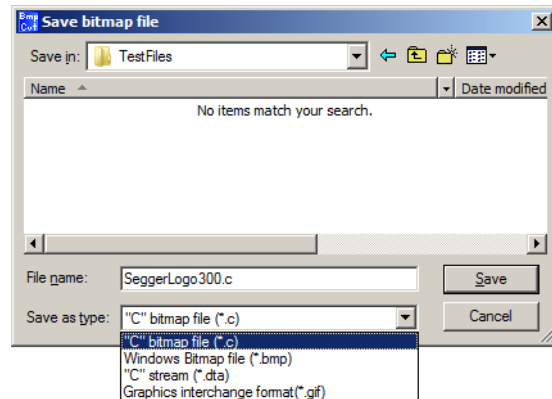 Bmp Cvt Save bitmap file
Save in: TestFiles
Name Date modified
No items match your search.
File name: SeggerLogo300.c Save
Save as type: "C" bitmap file (*.c) Cancel
"C" bitmap file (*.c)
Windows Bitmap file (*.bmp)
"C" stream (*.dta)
Graphics interchange format(*.gif)